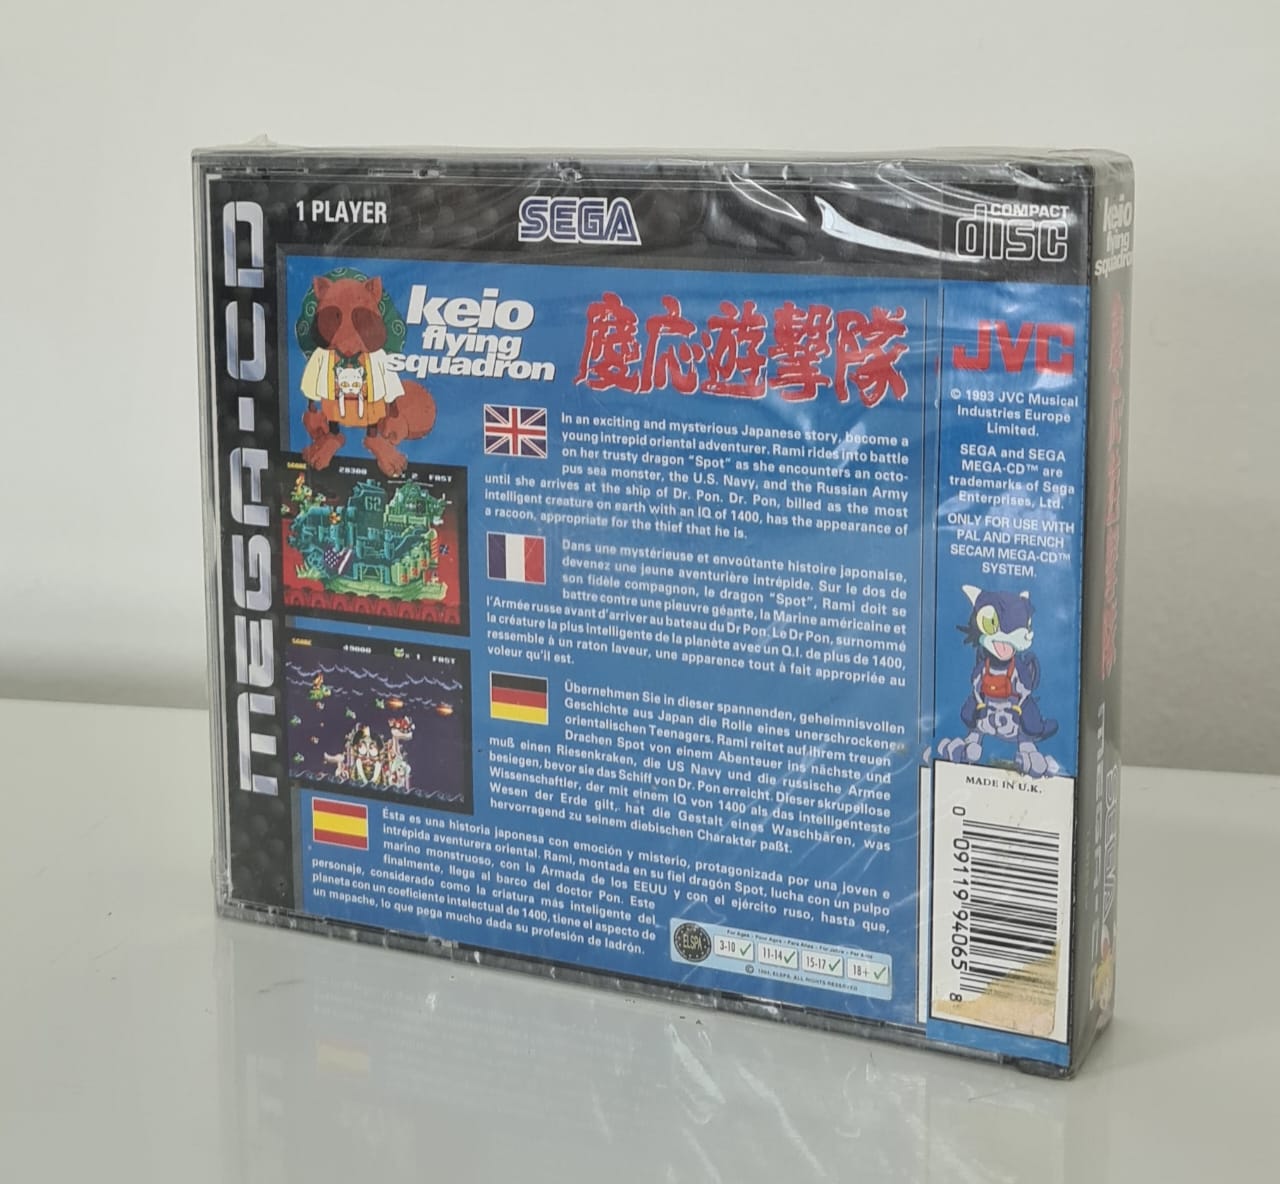 1 PLAYER
SEGA
COMPACT
disc
MEGA-CD
keio
flying
squadron
慶応遊撃隊
JVC
© 1993 JVC Musical
Industries Europe
Limited.
SEGA and SEGA
MEGA-CD™ are
trademarks of Sega
Enterprises, Ltd.
ONLY FOR USE WITH
PAL AND FRENCH
SECAM MEGA-CD™
SYSTEM.
In an exciting and mysterious Japanese story, become a
young intrepid oriental adventurer. Rami rides into battle
on her trusty dragon "Spot" as she encounters an octo-
pus sea monster, the U.S. Navy, and the Russian Army
until she arrives at the ship of Dr. Pon. Dr. Pon, billed as the most
intelligent creature on earth with an IQ of 1400, has the appearance of
a racoon, appropriate for the thief that he is.
Dans une mystérieuse et envoûtante histoire japonaise,
devenez une jeune aventurière intrépide. Sur le dos de
son fidèle compagnon, le dragon "Spot", Rami doit se
battre contre une pieuvre géante, la Marine américaine et
l'Armée russe avant d'arriver au bateau du Dr Pon. Le Dr Pon, surnommé
la créature la plus intelligente de la planète avec un Q.I. de plus de 1400,
ressemble à un raton laveur, une apparence tout à fait appropriée au
voleur qu'il est.
Übernehmen Sie in dieser spannenden, geheimnisvollen
Geschichte aus Japan die Rolle eines unerschrockenen
orientalischen Teenagers. Rami reitet auf ihrem treuen
Drachen Spot von einem Abenteuer ins nächste und
muß einen Riesenkraken, die US Navy und die russische Armee
besiegen, bevor sie das Schiff von Dr. Pon erreicht. Dieser skrupellose
Wissenschaftler, der mit einem IQ von 1400 als das intelligenteste
Wesen der Erde gilt, hat die Gestalt eines Waschbären, was
hervorragend zu seinem diebischen Charakter paßt.
Ésta es una historia japonesa con emoción y misterio, protagonizada por una joven e
intrépida aventurera oriental. Rami, montada en su fiel dragón Spot, lucha con un pulpo
marino monstruoso, con la Armada de los EEUU y con el ejército ruso, hasta que,
finalmente, llega al barco del doctor Pon. Este
personaje, considerado como la criatura más inteligente del
planeta con un coeficiente intelectual de 1400, tiene el aspecto de
un mapache, lo que pega mucho dada su profesión de ladrón.
SCORE 28300 2 FAST
SCORE 49000 × 1 FAST
ELSPA
3-10 11-14 15-17 18+
MADE IN U.K.
0 09119 94065 8
keio
flying
squadron